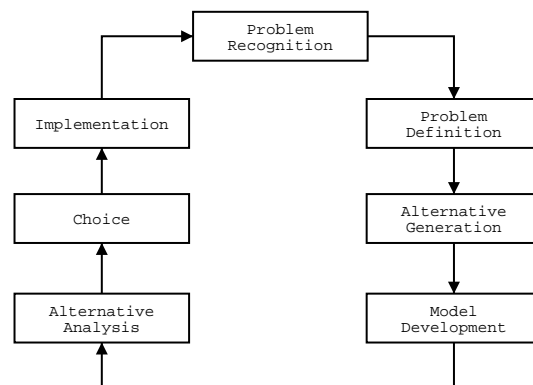 Problem
Recognition
Problem
Definition
Alternative
Generation
Model
Development
Alternative
Analysis
Choice
Implementation